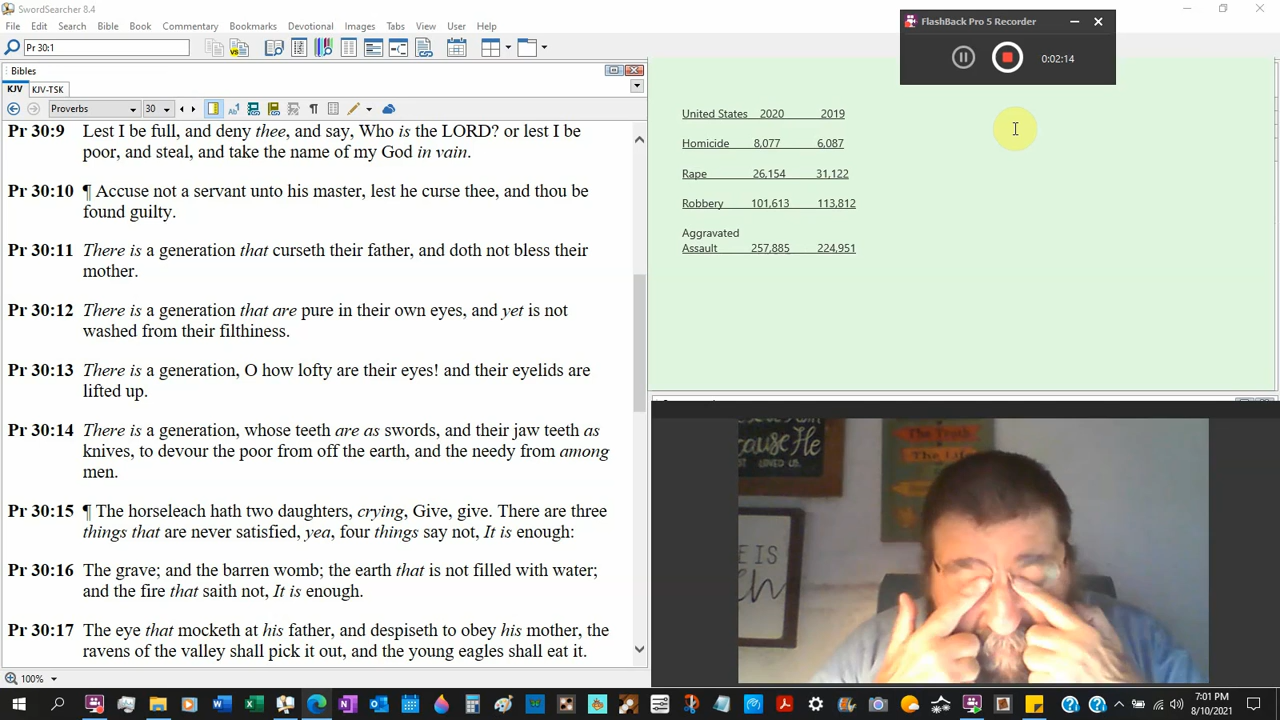 SwordSearcher 8.4
File Edit Search Bible Book Commentary Bookmarks Devotional Images Tabs View User Help
Pr 30:1
VS
Bibles
KJV KJV-TSK
Proverbs 30
Pr 30:9 Lest I be full, and deny thee, and say, Who is the LORD? or lest I be
poor, and steal, and take the name of my God in vain.
Pr 30:10 ¶ Accuse not a servant unto his master, lest he curse thee, and thou be
found guilty.
Pr 30:11 There is a generation that curseth their father, and doth not bless their
mother.
Pr 30:12 There is a generation that are pure in their own eyes, and yet is not
washed from their filthiness.
Pr 30:13 There is a generation, O how lofty are their eyes! and their eyelids are
lifted up.
Pr 30:14 There is a generation, whose teeth are as swords, and their jaw teeth as
knives, to devour the poor from off the earth, and the needy from among
men.
Pr 30:15 ¶ The horseleach hath two daughters, crying, Give, give. There are three
things that are never satisfied, yea, four things say not, It is enough:
Pr 30:16 The grave; and the barren womb; the earth that is not filled with water;
and the fire that saith not, It is enough.
Pr 30:17 The eye that mocketh at his father, and despiseth to obey his mother, the
ravens of the valley shall pick it out, and the young eagles shall eat it.
100%
FlashBack Pro 5 Recorder
0:02:14
United States 2020 2019
Homicide 8,077 6,087
Rape 26,154 31,122
Robbery 101,613 113,812
Aggravated
Assault 257,885 224,951
cause He
ST LOVED US.
The Truth
The Life
7:01 PM
8/10/2021